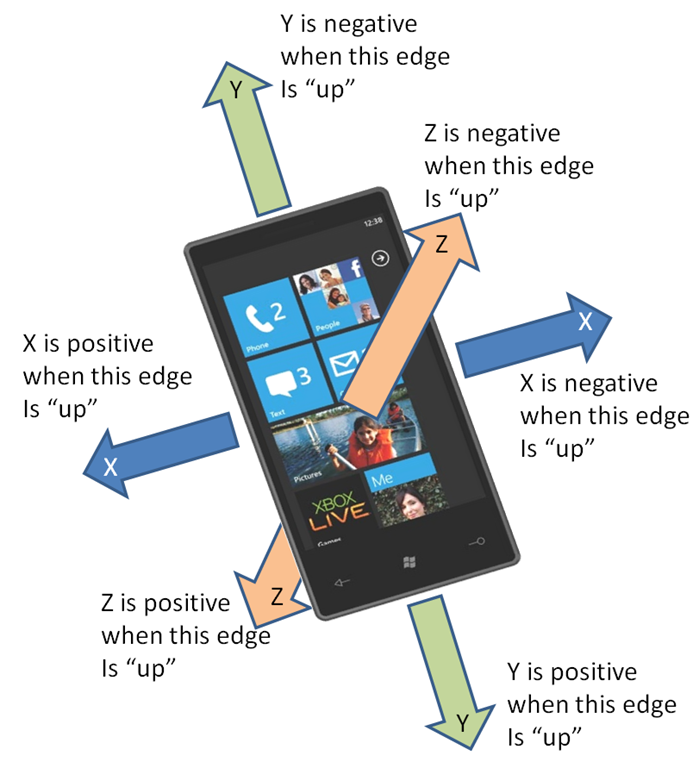 Y is negative
when this edge
Is “up”
Y
Z is negative
when this edge
Is “up”
Z
12:38
2
f
Phone
People
X
X is positive
when this edge
Is “up”
3
Text
X is negative
when this edge
Is “up”
X
Pictures
Me
XBOX
LIVE
Games
Z is positive
when this edge
Is “up”
Z
Y is positive
when this edge
Is “up”
Y